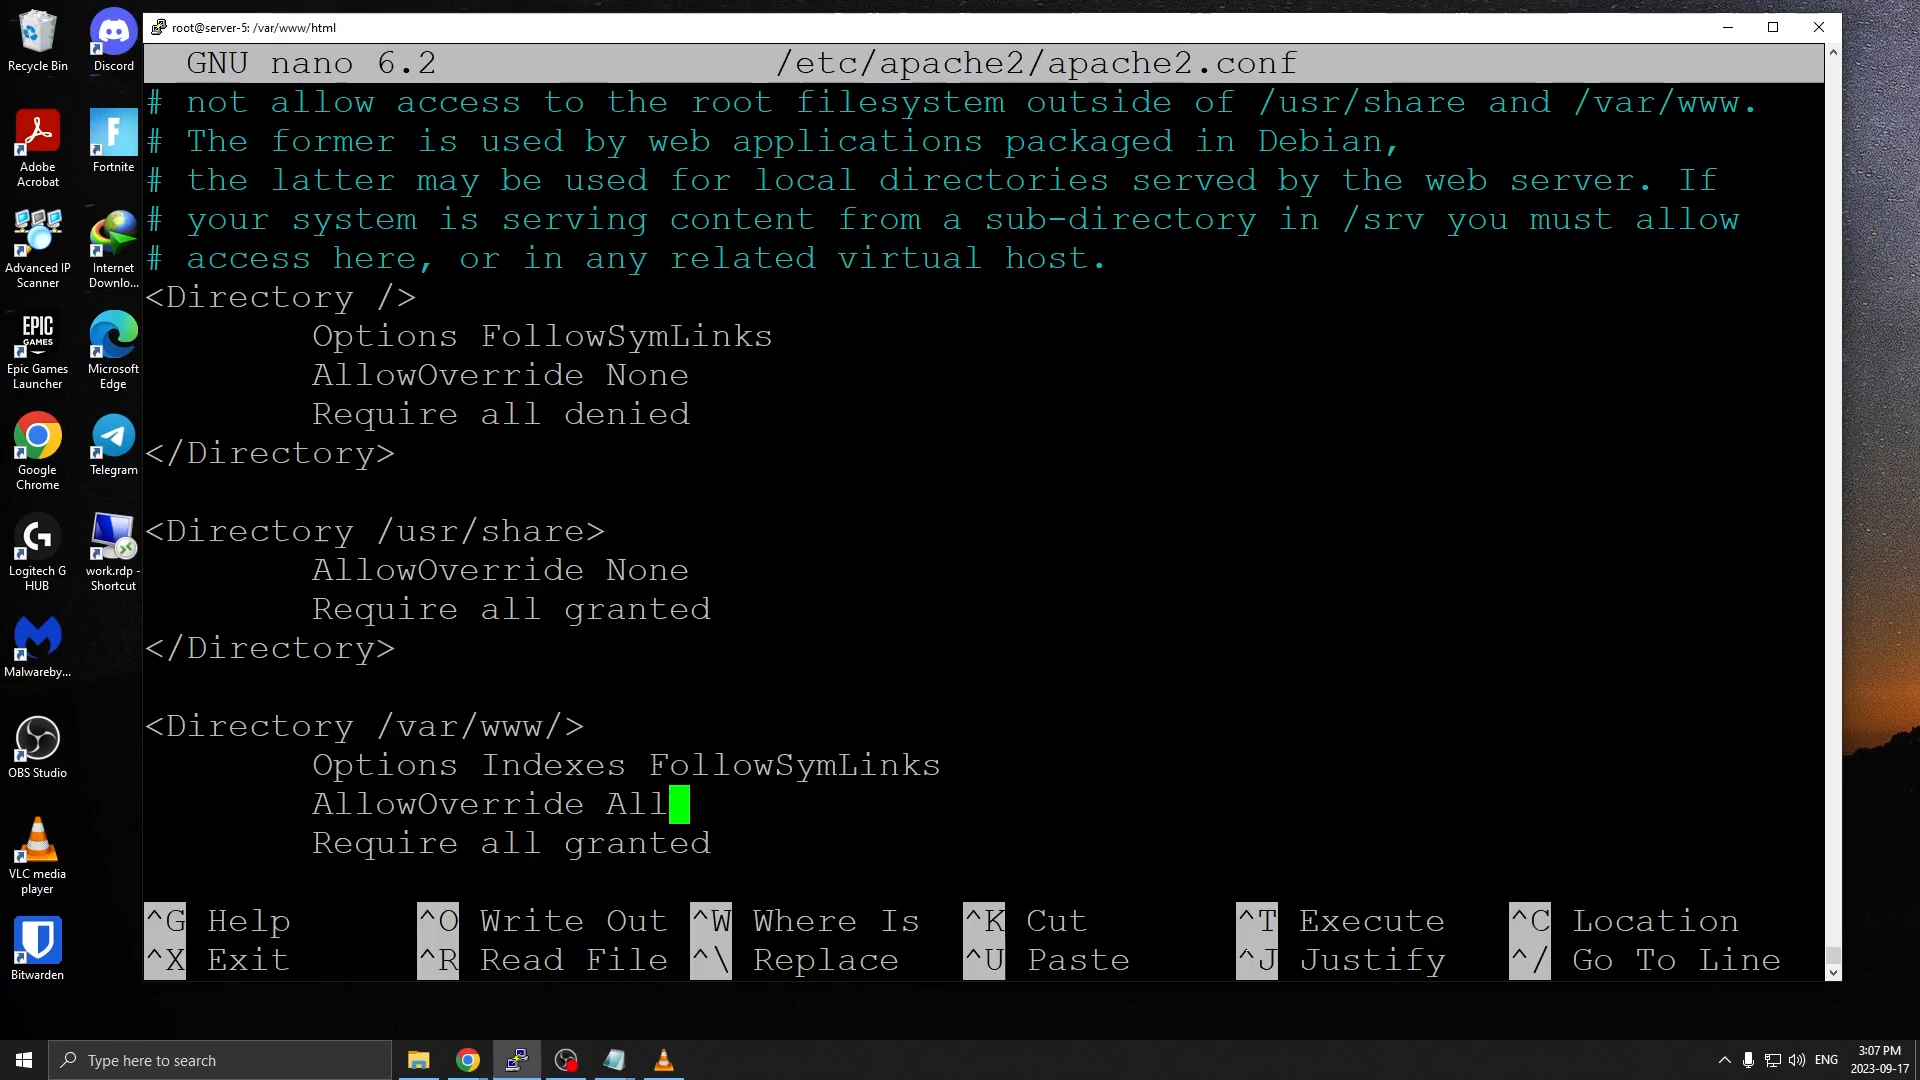 root@server-5: /var/www/html
GNU nano 6.2 /etc/apache2/apache2.conf
# not allow access to the root filesystem outside of /usr/share and /var/www.
# The former is used by web applications packaged in Debian,
# the latter may be used for local directories served by the web server. If
# your system is serving content from a sub-directory in /srv you must allow
# access here, or in any related virtual host.
<Directory />
Options FollowSymLinks
AllowOverride None
Require all denied
</Directory>
<Directory /usr/share>
AllowOverride None
Require all granted
</Directory>
<Directory /var/www/>
Options Indexes FollowSymLinks
AllowOverride All
Require all granted
^G Help ^O Write Out ^W Where Is ^K Cut ^T Execute ^C Location
^X Exit ^R Read File ^\ Replace ^U Paste ^J Justify ^/ Go To Line
Recycle Bin
Discord
Adobe
Acrobat
Fortnite
Advanced IP
Scanner
Internet
Downlo...
EPIC
GAMES
Epic Games
Launcher
Microsoft
Edge
Google
Chrome
Telegram
Logitech G
HUB
work.rdp -
Shortcut
Malwareby...
OBS Studio
VLC media
player
Bitwarden
Type here to search
ENG
3:07 PM
2023-09-17